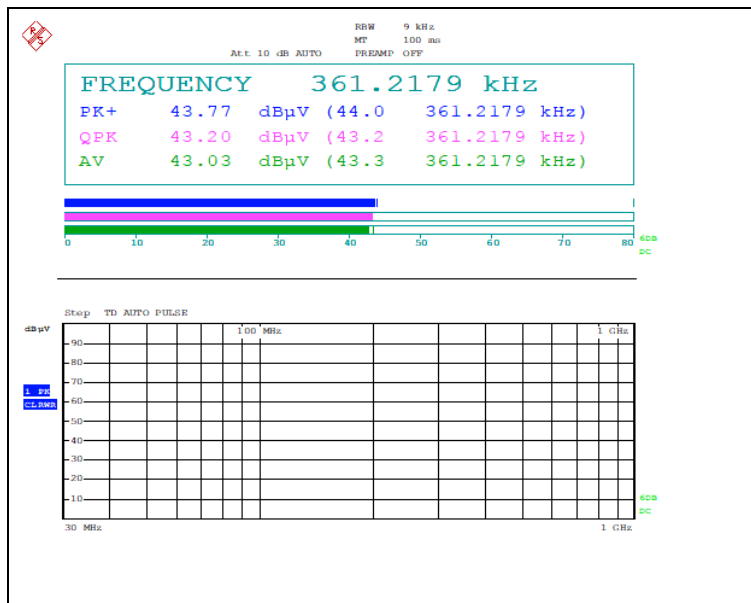 R S
RBW 9 kHz
MT 100 ms
Att 10 dB AUTO PREAMP OFF
FREQUENCY 361.2179 kHz
PK+ 43.77 dBµV (44.0 361.2179 kHz)
QPK 43.20 dBµV (43.2 361.2179 kHz)
AV 43.03 dBµV (43.3 361.2179 kHz)
0 10 20 30 40 50 60 70 80
6DB
DC
Step TD AUTO PULSE
dBµV
100 MHz 1 GHz
90
80
70
1 PK
CLRWR
60
50
40
30
20
10
6DB
DC
30 MHz 1 GHz